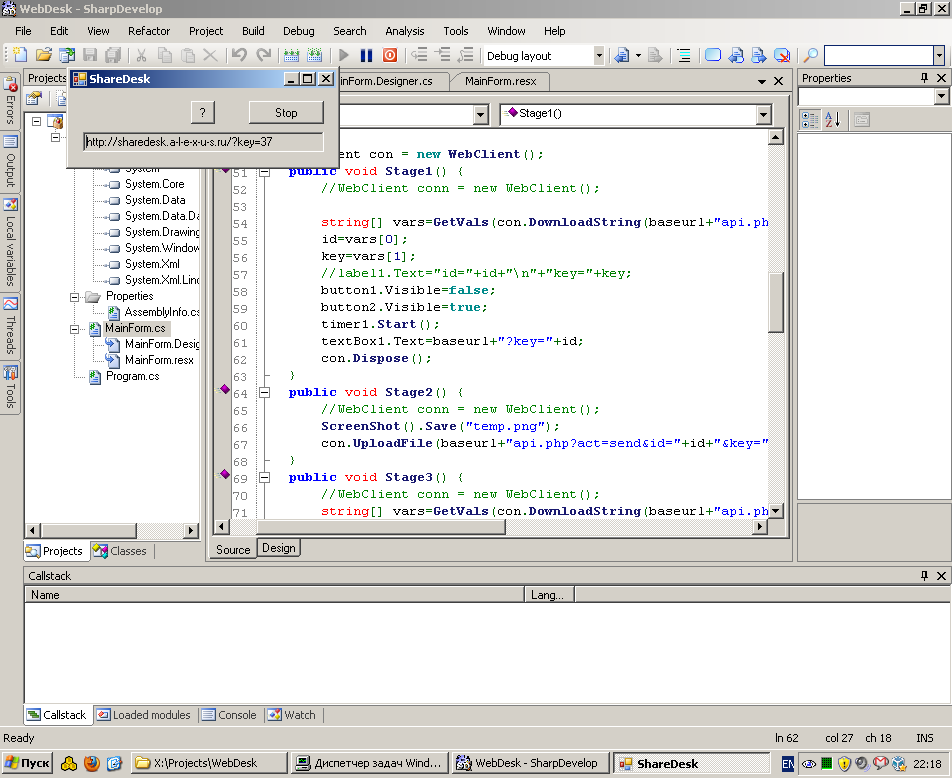 WebDesk - SharpDevelop
File Edit View Refactor Project Build Debug Search Analysis Tools Window Help
Debug layout
Projects
ShareDesk
? Stop
http://sharedesk.a-l-e-x-u-s.ru/?key=37
Errors
Output
Local variables
Threads
Tools
System
System.Core
System.Data
System.Data.Da
System.Drawing
System.Window
System.Xml
System.Xml.Linc
Properties
AssemblyInfo.cs
MainForm.cs
MainForm.Desig
MainForm.resx
Program.cs
Projects Classes
inForm.Designer.cs MainForm.resx
Stage1()
ient con = new WebClient();
51 public void Stage1() {
52 //WebClient conn = new WebClient();
53
54 string[] vars=GetVals(con.DownloadString(baseurl+"api.ph
55 id=vars[0];
56 key=vars[1];
57 //label1.Text="id="+id+"\n"+"key="+key;
58 button1.Visible=false;
59 button2.Visible=true;
60 timer1.Start();
61 textBox1.Text=baseurl+"?key="+id;
62 con.Dispose();
63 }
64 public void Stage2() {
65 //WebClient conn = new WebClient();
66 ScreenShot().Save("temp.png");
67 con.UploadFile(baseurl+"api.php?act=send&id="+id+"&key="
68 }
69 public void Stage3() {
70 //WebClient conn = new WebClient();
71 string[] vars=GetVals(con.DownloadString(baseurl+"api.ph
Source Design
Properties
Callstack
Name Lang...
Callstack Loaded modules Console Watch
Ready ln 62 col 27 ch 18 INS
Пуск X:\Projects\WebDesk Диспетчер задач Wind... WebDesk - SharpDevelop ShareDesk EN 22:18